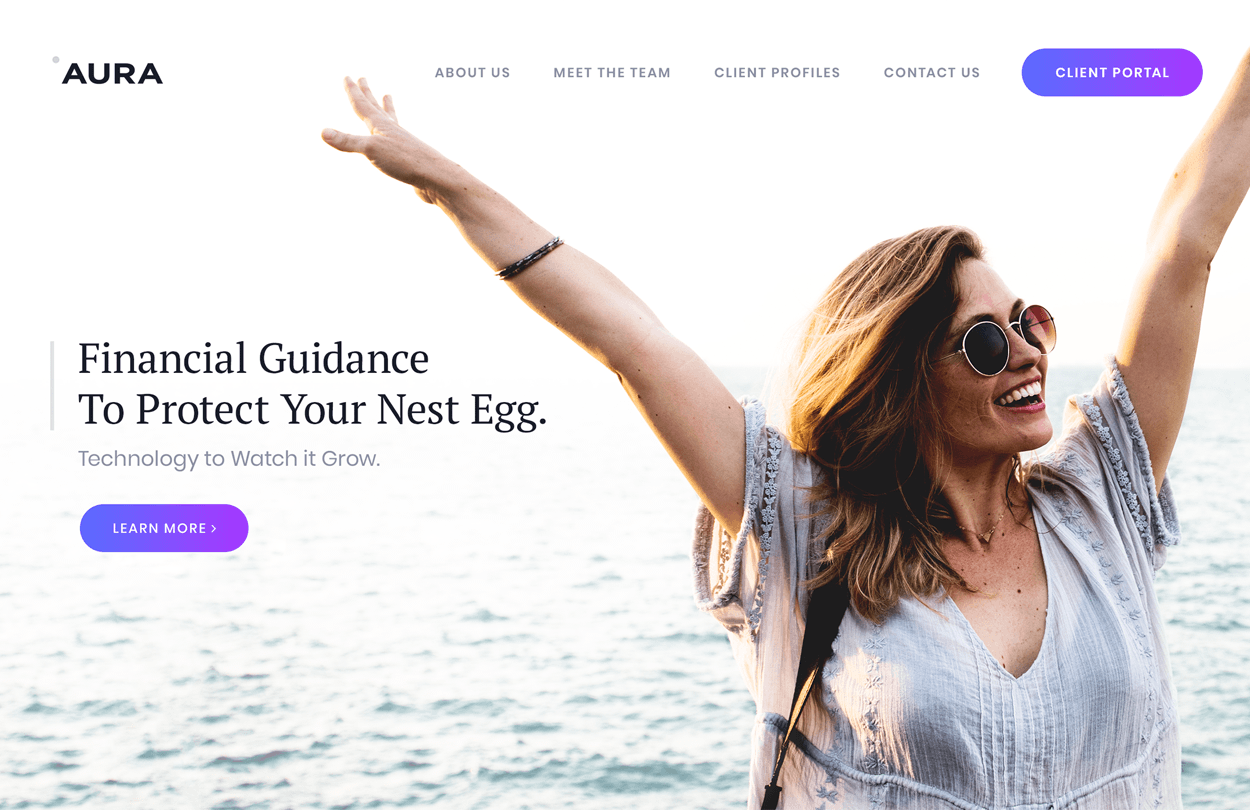 AURA
ABOUT US
MEET THE TEAM
CLIENT PROFILES
CONTACT US
CLIENT PORTAL
Financial Guidance
To Protect Your Nest Egg.
Technology to Watch it Grow.
LEARN MORE >